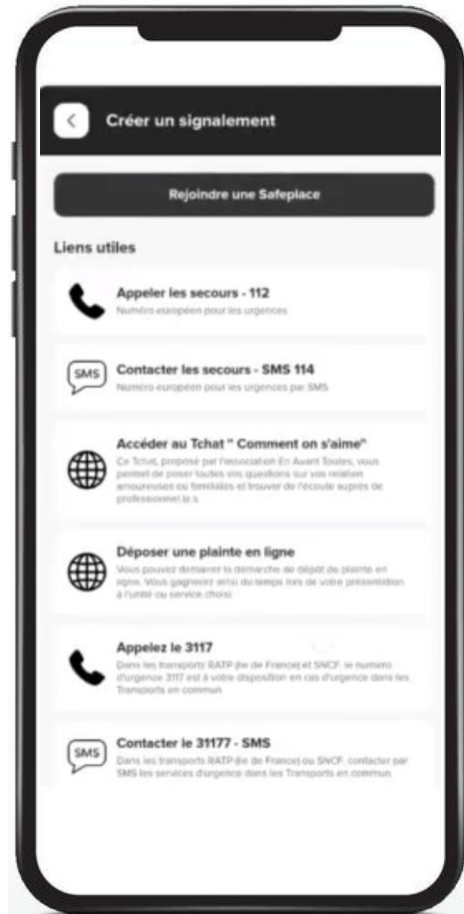 Créer un signalement
Rejoindre une Safeplace
Liens utiles
Appeler les secours - 112
Numéro européen pour les urgences
SMS
Contacter les secours - SMS 114
Numéro européen pour les urgences par SMS
Accéder au Tchat " Comment on s'aime"
Ce Tchat, proposé par l'association En Avant Toutes, vous
permet de poser toutes vos questions sur vos relation
amoureuses ou familiales et trouver de l'écoute auprès de
professionnel.le.s
Déposer une plainte en ligne
Vous pouvez démarrer la démarche de dépôt de plainte en
ligne. Vous gagnerez ainsi du temps lors de votre présentation
à l'unité ou service choisi
Appelez le 3117
Dans les transports RATP (Ile de France) et SNCF, le numéro
d'urgence 3117 est à votre disposition en cas d'urgence dans les
Transports en commun
SMS
Contacter le 31177 - SMS
Dans les transports RATP (Ile de France) ou SNCF, contacter par
SMS les services d'urgence dans les Transports en commun.